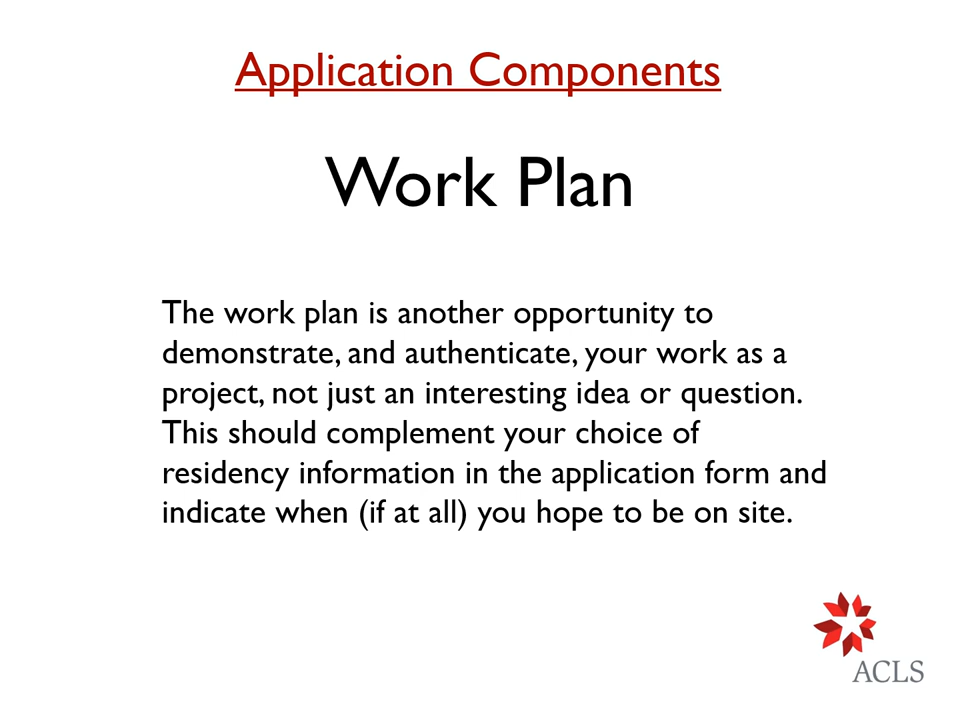 Application Components
Work Plan
The work plan is another opportunity to
demonstrate, and authenticate, your work as a
project, not just an interesting idea or question.
This should complement your choice of
residency information in the application form and
indicate when (if at all) you hope to be on site.
ACLS